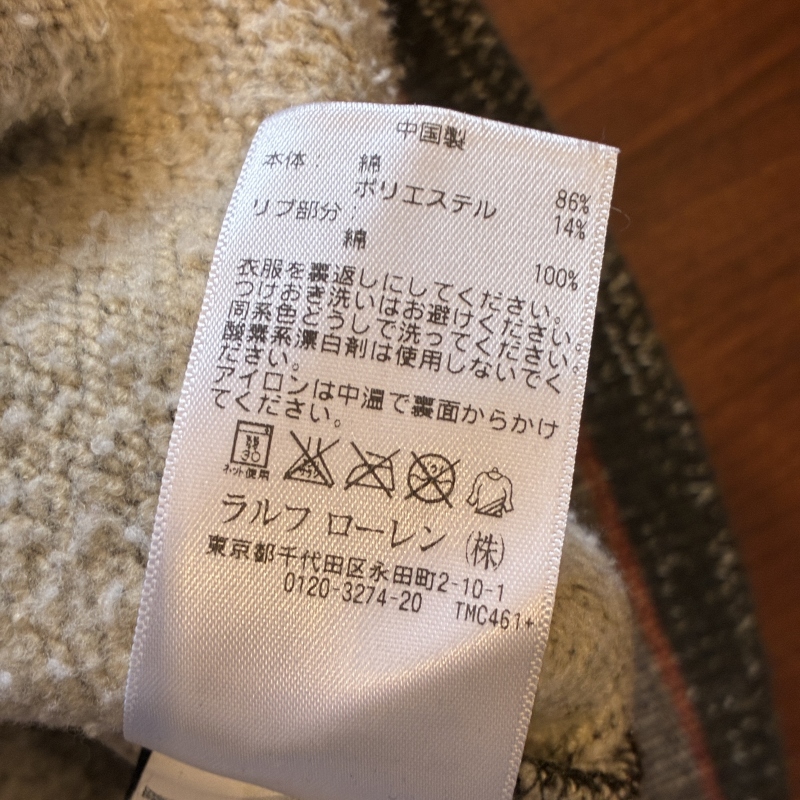 中国製
本体： 綿 86%
ポリエステル 14%
リブ部分：
綿 100%
衣服を裏返しにしてください。
つけおき洗いはお避けください。
同系色どうしで洗ってください。
酸素系漂白剤は使用しないでく
ださい。
アイロンは中温で裏面からかけ
てください。
30
ネット使用
ラルフ ローレン (株)
東京都千代田区永田町2-10-1
0120-3274-20 TMC461+